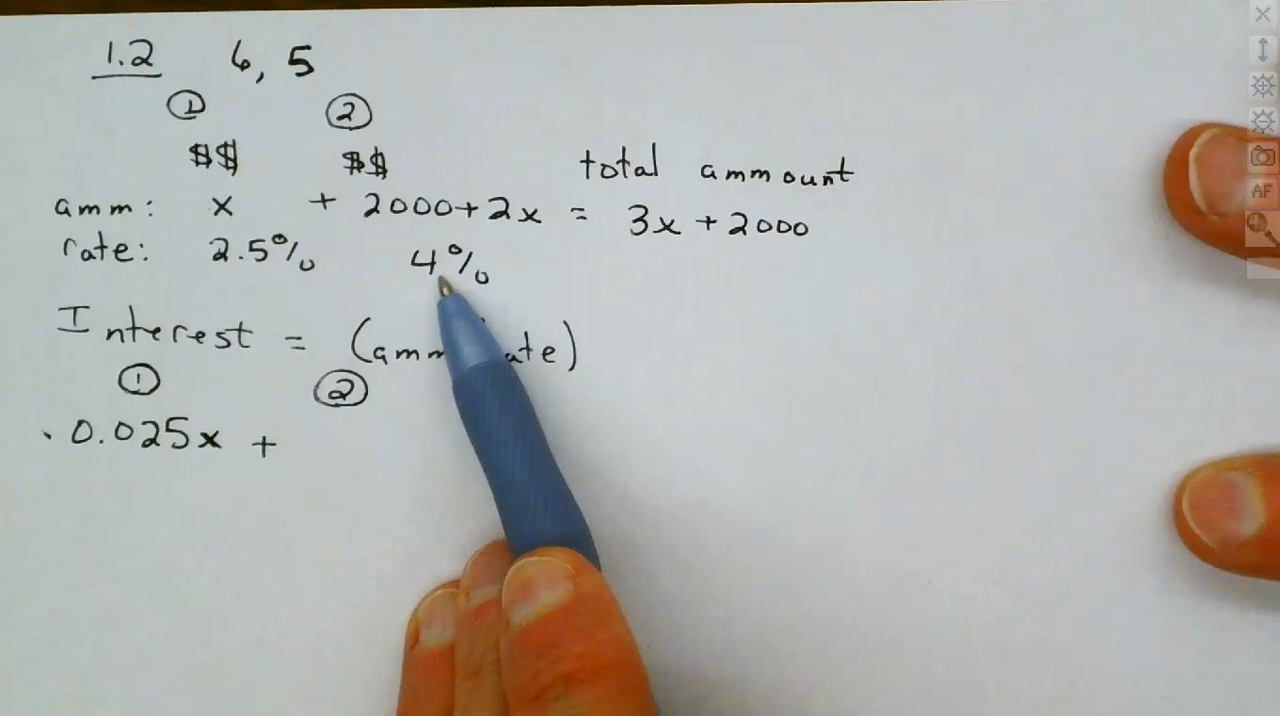 1.2 6, 5
① ②
$$ $$ total ammount
amm: x + 2000+2x = 3x + 2000
rate: 2.5% 4%
Interest = (amm
① ②
0.025x +
AF